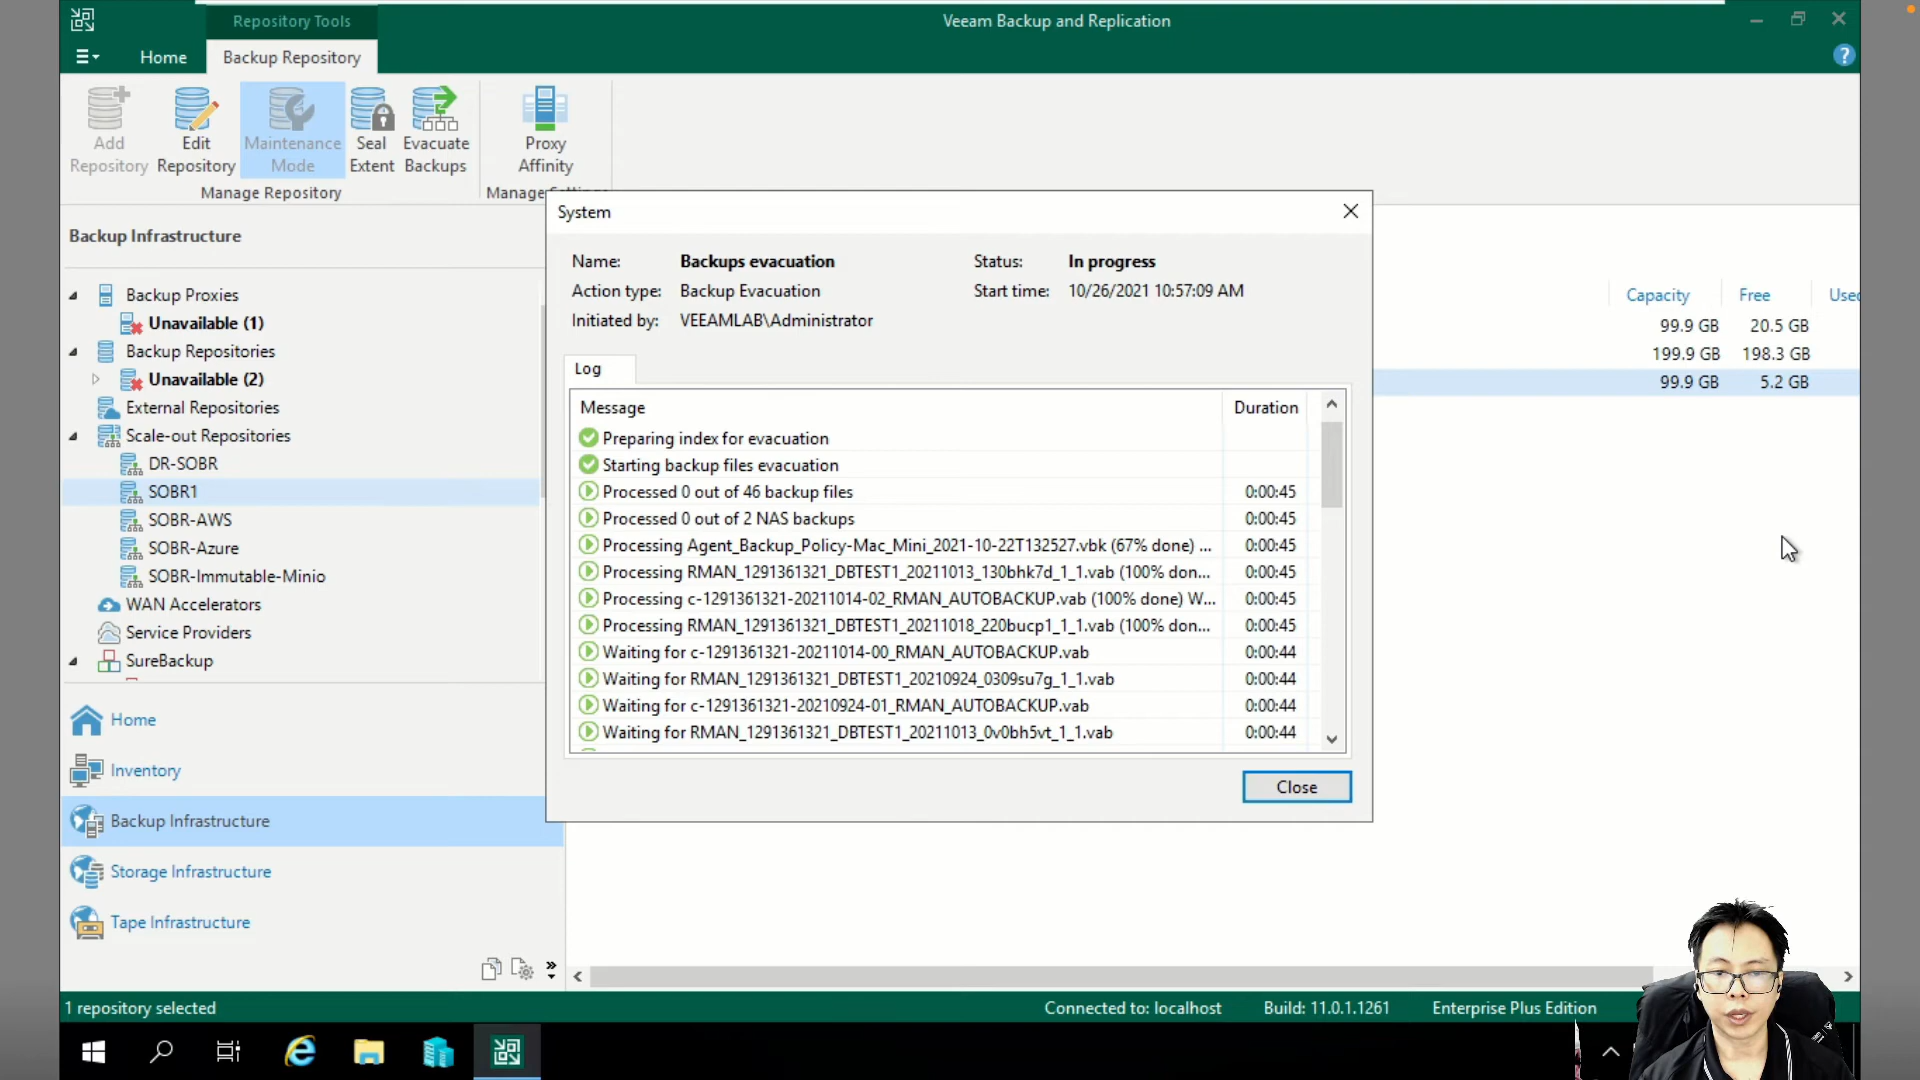 Repository Tools
Veeam Backup and Replication
Home
Backup Repository
Add
Repository
Edit
Repository
Maintenance
Mode
Seal
Extent
Evacuate
Backups
Proxy
Affinity
Manage Repository
Manage
Backup Infrastructure
Backup Proxies
Unavailable (1)
Backup Repositories
Unavailable (2)
External Repositories
Scale-out Repositories
DR-SOBR
SOBR1
SOBR-AWS
SOBR-Azure
SOBR-Immutable-Minio
WAN Accelerators
Service Providers
SureBackup
Home
Inventory
Backup Infrastructure
Storage Infrastructure
Tape Infrastructure
System
Name: Backups evacuation Status: In progress
Action type: Backup Evacuation Start time: 10/26/2021 10:57:09 AM
Initiated by: VEEAMLAB\Administrator
Log
Message Duration
Preparing index for evacuation
Starting backup files evacuation
Processed 0 out of 46 backup files 0:00:45
Processed 0 out of 2 NAS backups 0:00:45
Processing Agent_Backup_Policy-Mac_Mini_2021-10-22T132527.vbk (67% done) ... 0:00:45
Processing RMAN_1291361321_DBTEST1_20211013_130bhk7d_1_1.vab (100% don... 0:00:45
Processing c-1291361321-20211014-02_RMAN_AUTOBACKUP.vab (100% done) W... 0:00:45
Processing RMAN_1291361321_DBTEST1_20211018_220bucp1_1_1.vab (100% don... 0:00:45
Waiting for c-1291361321-20211014-00_RMAN_AUTOBACKUP.vab 0:00:44
Waiting for RMAN_1291361321_DBTEST1_20210924_0309su7g_1_1.vab 0:00:44
Waiting for c-1291361321-20210924-01_RMAN_AUTOBACKUP.vab 0:00:44
Waiting for RMAN_1291361321_DBTEST1_20211013_0v0bh5vt_1_1.vab 0:00:44
Close
Capacity Free Used
99.9 GB 20.5 GB
199.9 GB 198.3 GB
99.9 GB 5.2 GB
1 repository selected
Connected to: localhost
Build: 11.0.1.1261
Enterprise Plus Edition